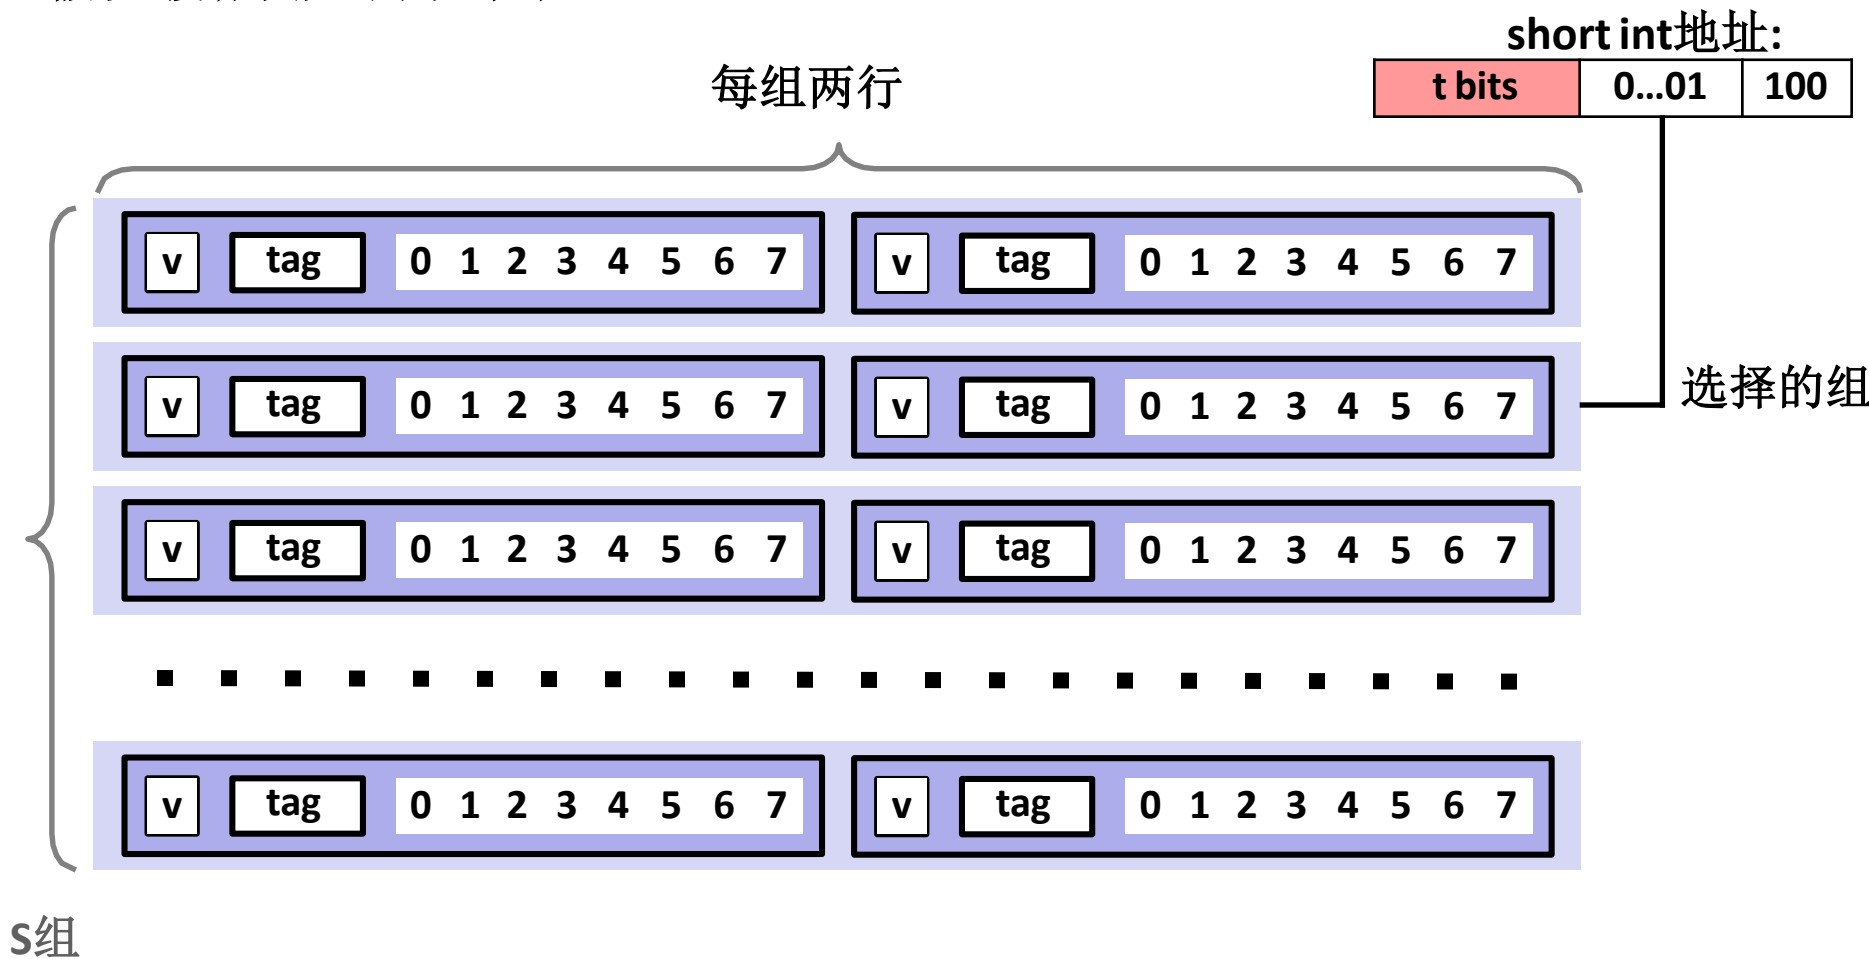 short int地址:
t bits 0...01 100
每组两行
v tag 0 1 2 3 4 5 6 7 v tag 0 1 2 3 4 5 6 7
v tag 0 1 2 3 4 5 6 7 v tag 0 1 2 3 4 5 6 7
选择的组
v tag 0 1 2 3 4 5 6 7 v tag 0 1 2 3 4 5 6 7
v tag 0 1 2 3 4 5 6 7 v tag 0 1 2 3 4 5 6 7
S组